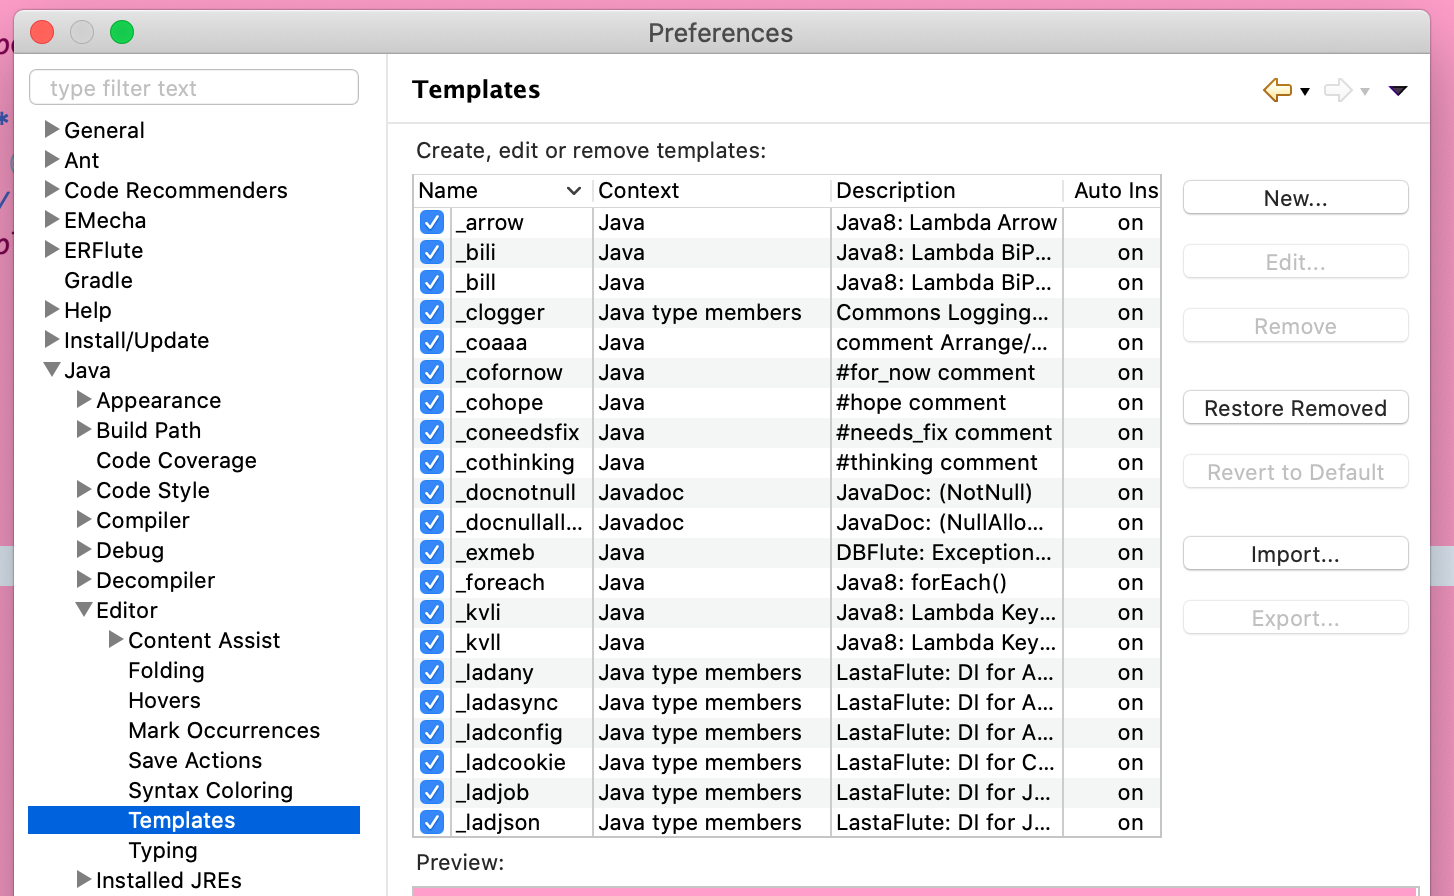 Preferences
type filter text
General
Ant
Code Recommenders
EMecha
ERFlute
Gradle
Help
Install/Update
Java
Appearance
Build Path
Code Coverage
Code Style
Compiler
Debug
Decompiler
Editor
Content Assist
Folding
Hovers
Mark Occurrences
Save Actions
Syntax Coloring
Templates
Typing
Installed JREs
Templates
Create, edit or remove templates:
Name Context Description Auto Ins
_arrow Java Java8: Lambda Arrow on
_bili Java Java8: Lambda BiP... on
_bill Java Java8: Lambda BiP... on
_clogger Java type members Commons Logging... on
_coaaa Java comment Arrange/... on
_cofornow Java #for_now comment on
_cohope Java #hope comment on
_coneedsfix Java #needs_fix comment on
_cothinking Java #thinking comment on
_docnotnull Javadoc JavaDoc: (NotNull) on
_docnullall... Javadoc JavaDoc: (NullAllo... on
_exmeb Java DBFlute: Exception... on
_foreach Java Java8: forEach() on
_kvli Java Java8: Lambda Key... on
_kvll Java Java8: Lambda Key... on
_ladany Java type members LastaFlute: DI for A... on
_ladasync Java type members LastaFlute: DI for A... on
_ladconfig Java type members LastaFlute: DI for A... on
_ladcookie Java type members LastaFlute: DI for C... on
_ladjob Java type members LastaFlute: DI for J... on
_ladjson Java type members LastaFlute: DI for J... on
New...
Edit...
Remove
Restore Removed
Revert to Default
Import...
Export...
Preview: